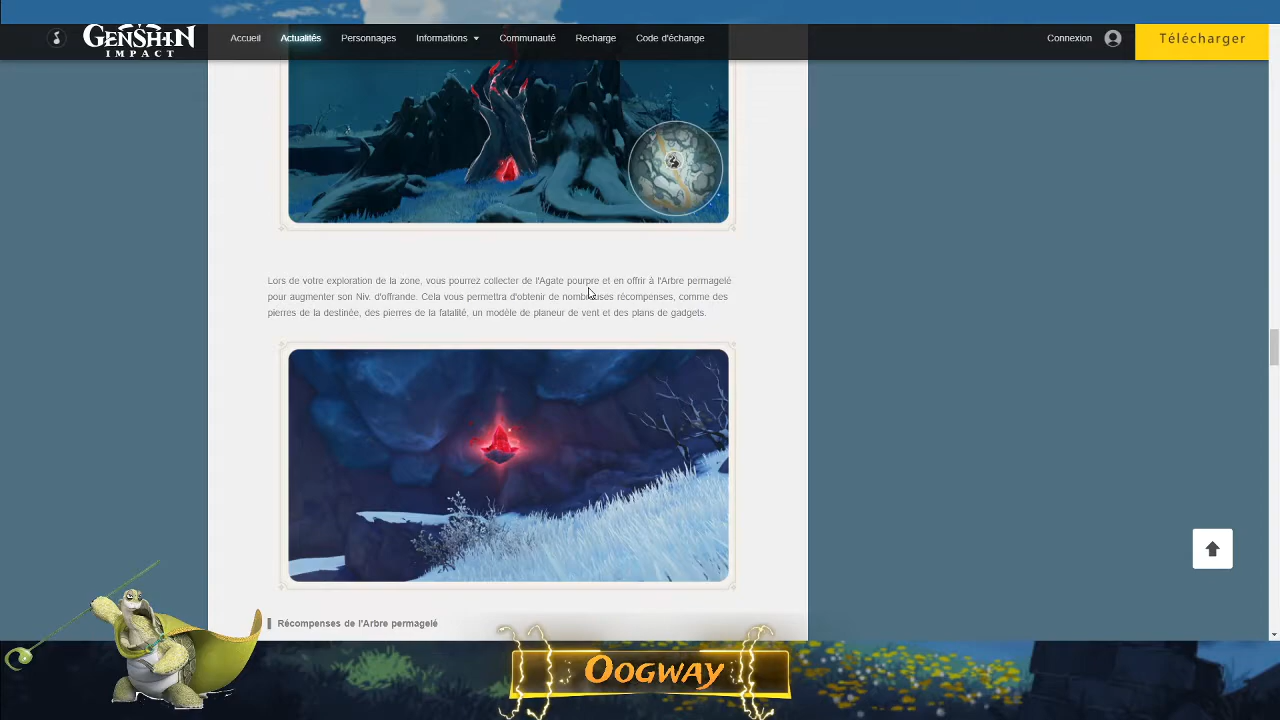 GENSHIN
IMPACT
Accueil Actualités Personnages Informations Communauté Recharge Code d'échange Connexion Télécharger
Lors de votre exploration de la zone, vous pourrez collecter de l'Agate pourpre et en offrir à l'Arbre permagelé
pour augmenter son Niv. d'offrande. Cela vous permettra d'obtenir de nombreuses récompenses, comme des
pierres de la destinée, des pierres de la fatalité, un modèle de planeur de vent et des plans de gadgets.
Récompenses de l'Arbre permagelé
OOGWAY